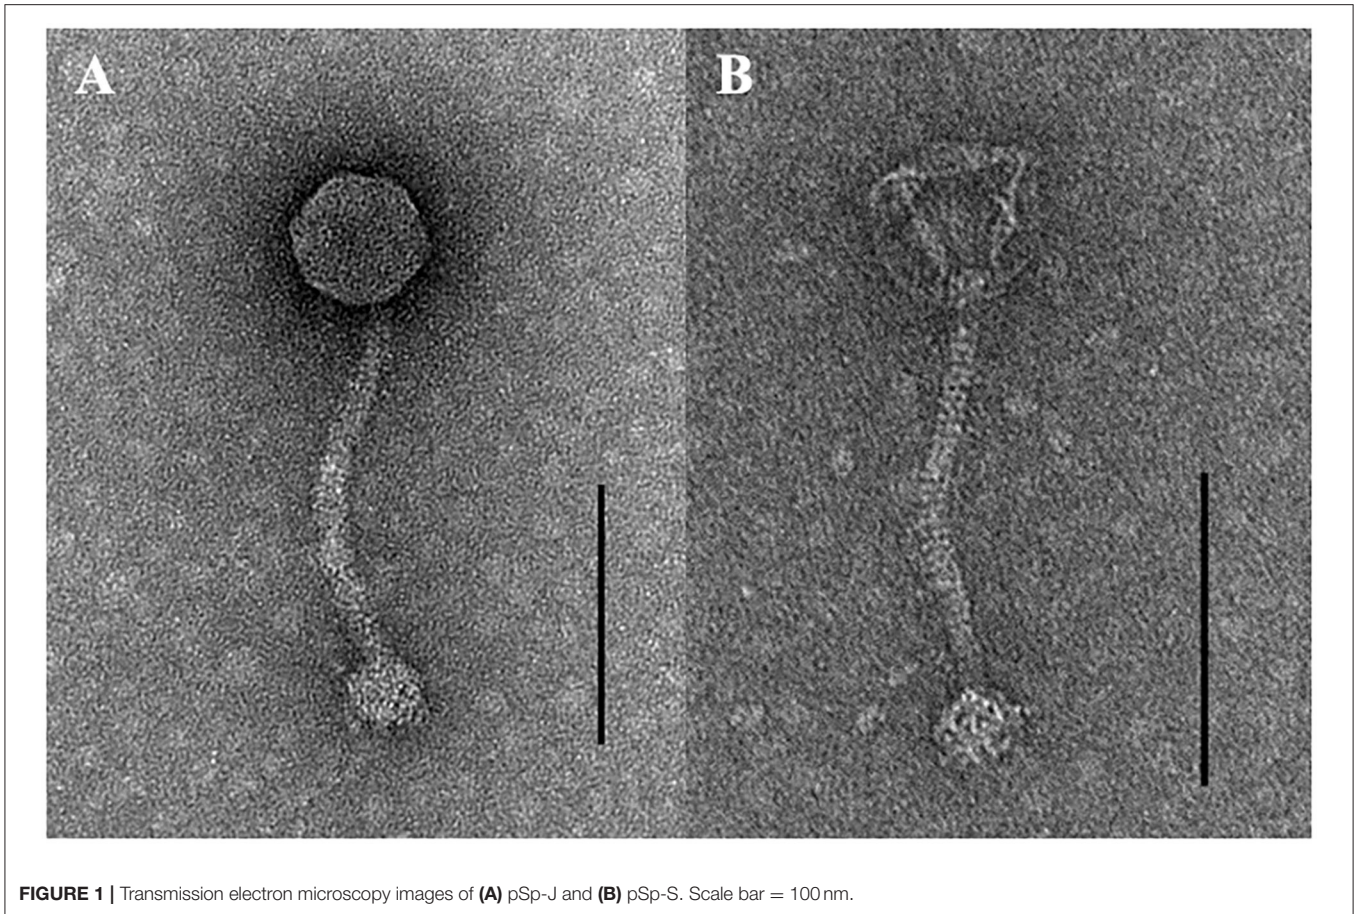 A
B
FIGURE 1 | Transmission electron microscopy images of (A) pSp-J and (B) pSp-S. Scale bar = 100 nm.